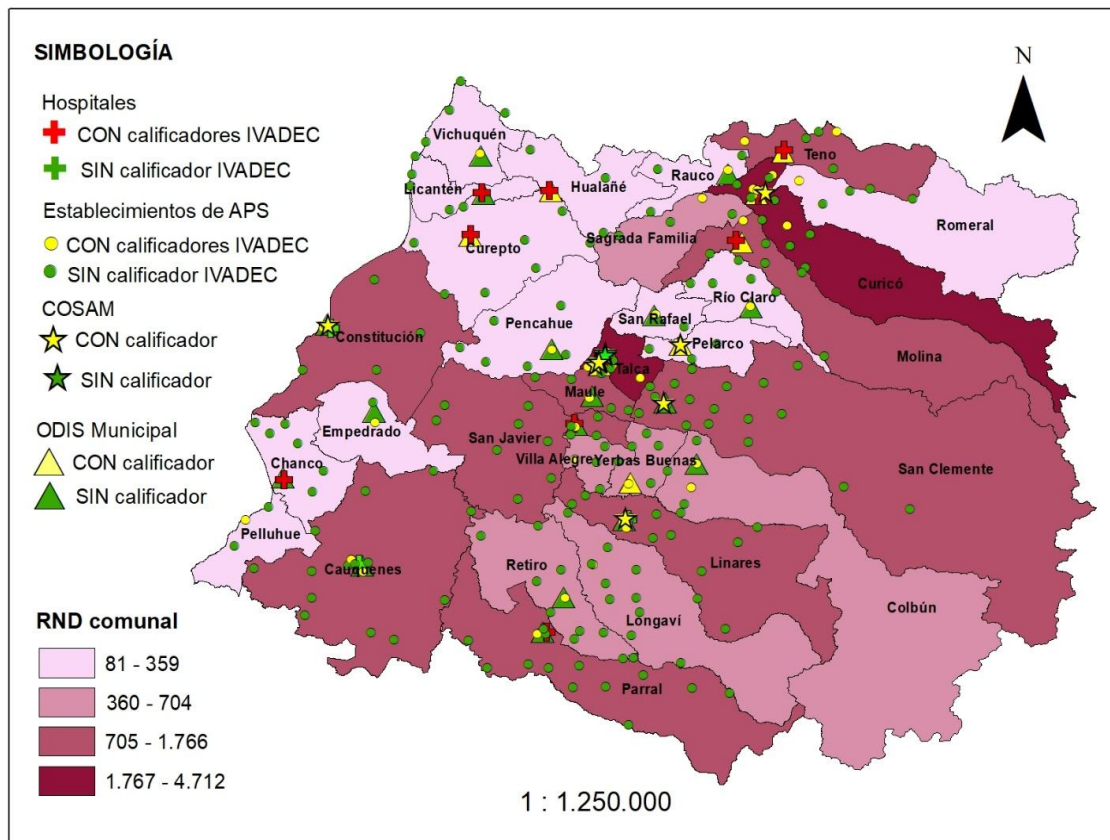 SIMBOLOGÍA
Hospitales
CON calificadores IVADEC
SIN calificador IVADEC
Establecimientos de APS
CON calificadores IVADEC
SIN calificador IVADEC
COSAM
CON calificador
SIN calificador
ODIS Municipal
CON calificador
SIN calificador
RND comunal
81 - 359
360 - 704
705 - 1.766
1.767 - 4.712
N
Vichuquén
Teno
Rauco
Licantén
Hualañé
Romeral
Sagrada Familia
Curepto
Curicó
Río Claro
San Rafael
Pencahue
Constitución
Pelarco
Molina
Talca
Maule
Empedrado
San Javier
Villa Alegre
Yerbas Buenas
Chanco
San Clemente
Pelluhue
Cauquenes
Retiro
Linares
Colbún
Longaví
Parral
1 : 1.250.000